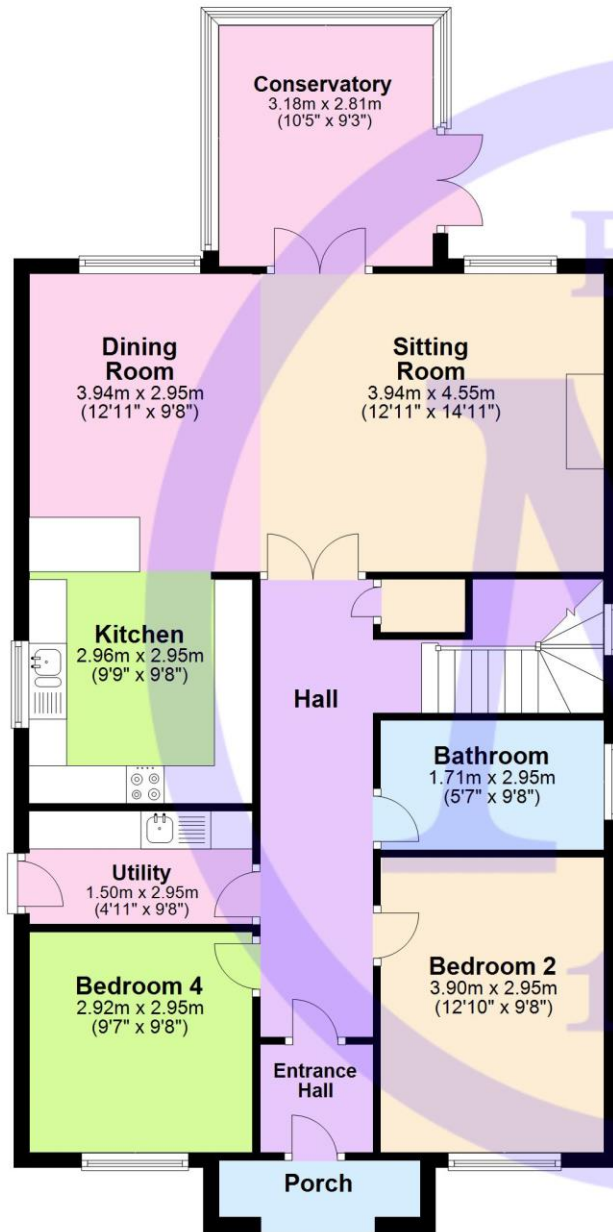 Conservatory
3.18m x 2.81m
(10'5" x 9'3")
Dining
Room
3.94m x 2.95m
(12'11" x 9'8")
Sitting
Room
3.94m x 4.55m
(12'11" x 14'11")
Kitchen
2.96m x 2.95m
(9'9" x 9'8")
Hall
Bathroom
1.71m x 2.95m
(5'7" x 9'8")
Utility
1.50m x 2.95m
(4'11" x 9'8")
Bedroom 4
2.92m x 2.95m
(9'7" x 9'8")
Bedroom 2
3.90m x 2.95m
(12'10" x 9'8")
Entrance
Hall
Porch